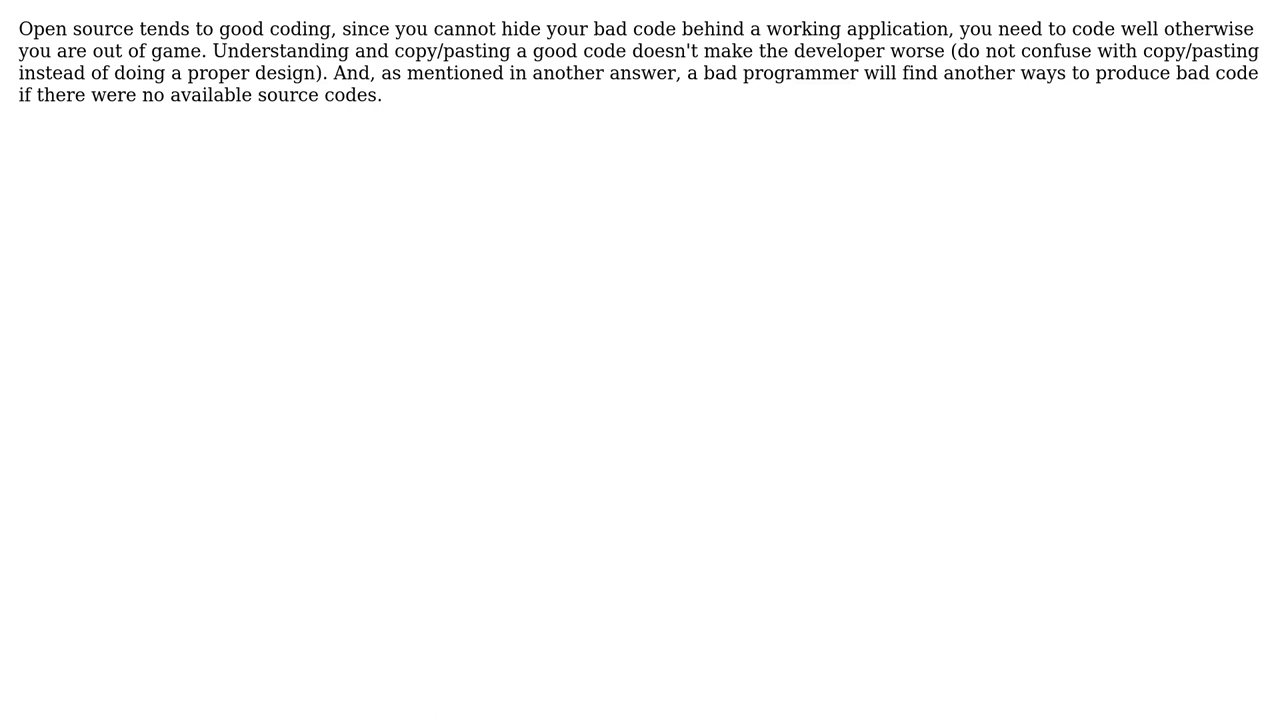 Open source tends to good coding, since you cannot hide your bad code behind a working application, you need to code well otherwise
you are out of game. Understanding and copy/pasting a good code doesn't make the developer worse (do not confuse with copy/pasting
instead of doing a proper design). And, as mentioned in another answer, a bad programmer will find another ways to produce bad code
if there were no available source codes.